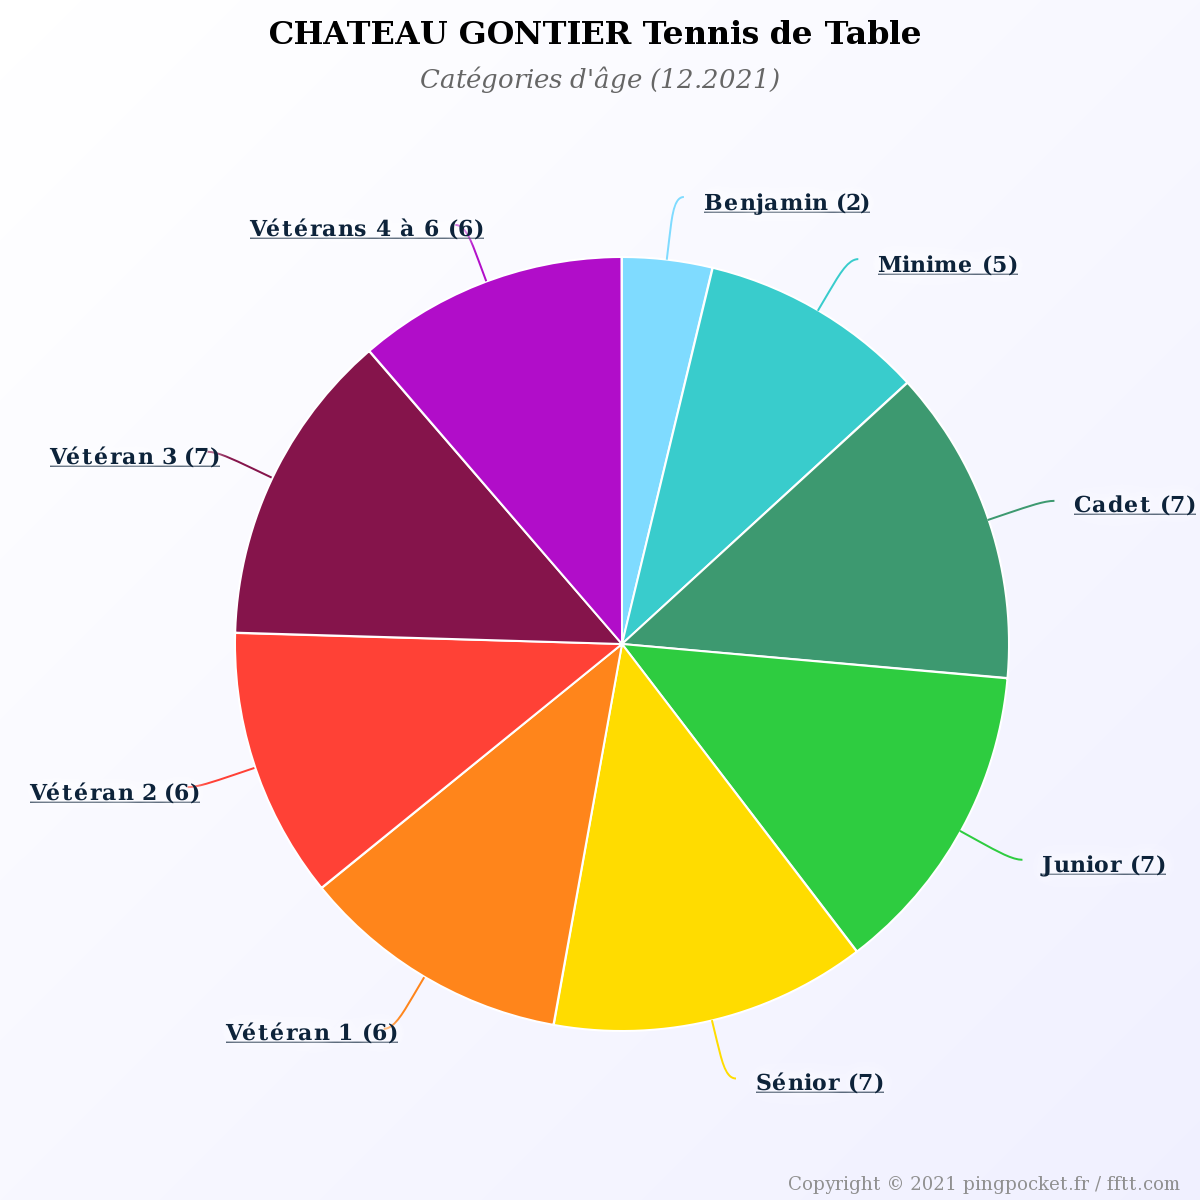 CHATEAU GONTIER Tennis de Table
Catégories d'âge (12.2021)
Benjamin (2)
Vétérans 4 à 6 (6)
Minime (5)
Vétéran 3 (7)
Cadet (7)
Vétéran 2 (6)
Junior (7)
Vétéran 1 (6)
Sénior (7)
Copyright © 2021 pingpocket.fr / fftt.com